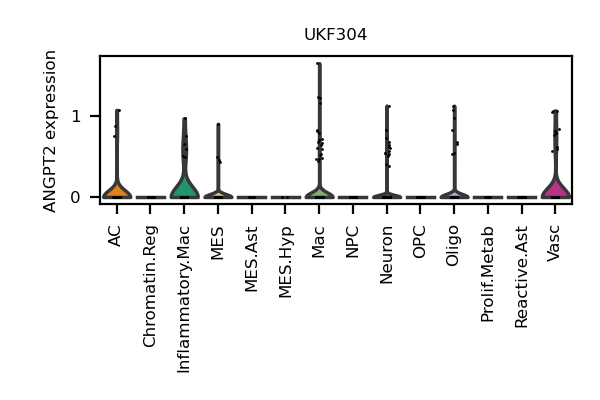 UKF304
ANGPT2 expression
1
0
AC
Chromatin.Reg
Inflammatory.Mac
MES
MES.Ast
MES.Hyp
Mac
NPC
Neuron
OPC
Oligo
Prolif.Metab
Reactive.Ast
Vasc